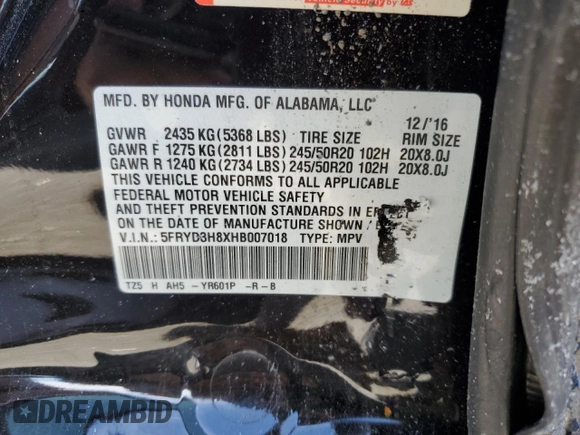 MFD. BY HONDA MFG. OF ALABAMA, LLC
12/'16
GVWR 2435 KG (5368 LBS) TIRE SIZE RIM SIZE
GAWR F 1275 KG (2811 LBS) 245/50R20 102H 20X8.0J
GAWR R 1240 KG (2734 LBS) 245/50R20 102H 20X8.0J
THIS VEHICLE CONFORMS TO ALL APPLICABLE
FEDERAL MOTOR VEHICLE SAFETY
AND THEFT PREVENTION STANDARDS IN
ON THE DATE OF MANUFACTURE SHOWN
V.I.N.: 5FRYD3H8XHB007018 TYPE: MPV
TZ5 H AH5 - YR601P -R-B
DREAMBID